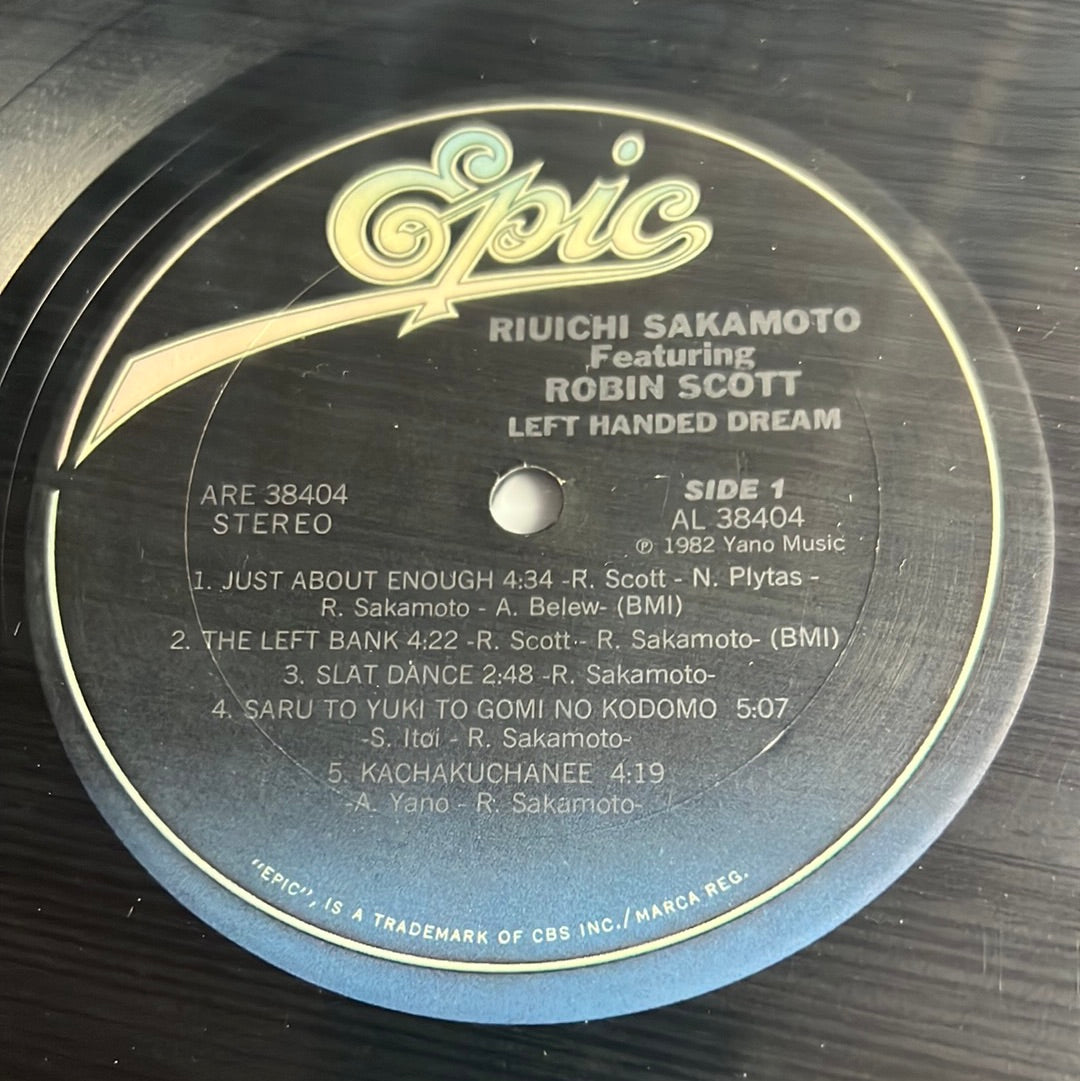 Epic
RIUICHI SAKAMOTO
Featuring
ROBIN SCOTT
LEFT HANDED DREAM
ARE 38404
STEREO
SIDE 1
AL 38404
℗ 1982 Yano Music
1. JUST ABOUT ENOUGH 4:34 -R. Scott - N. Plytas -
R. Sakamoto - A. Belew- (BMI)
2. THE LEFT BANK 4:22 -R. Scott - R. Sakamoto- (BMI)
3. SLAT DANCE 2:48 -R. Sakamoto-
4. SARU TO YUKI TO GOMI NO KODOMO 5:07
-S. Itoi - R. Sakamoto-
5. KACHAKUCHANEE 4:19
-A. Yano - R. Sakamoto-
"EPIC", IS A TRADEMARK OF CBS INC./MARCA REG.